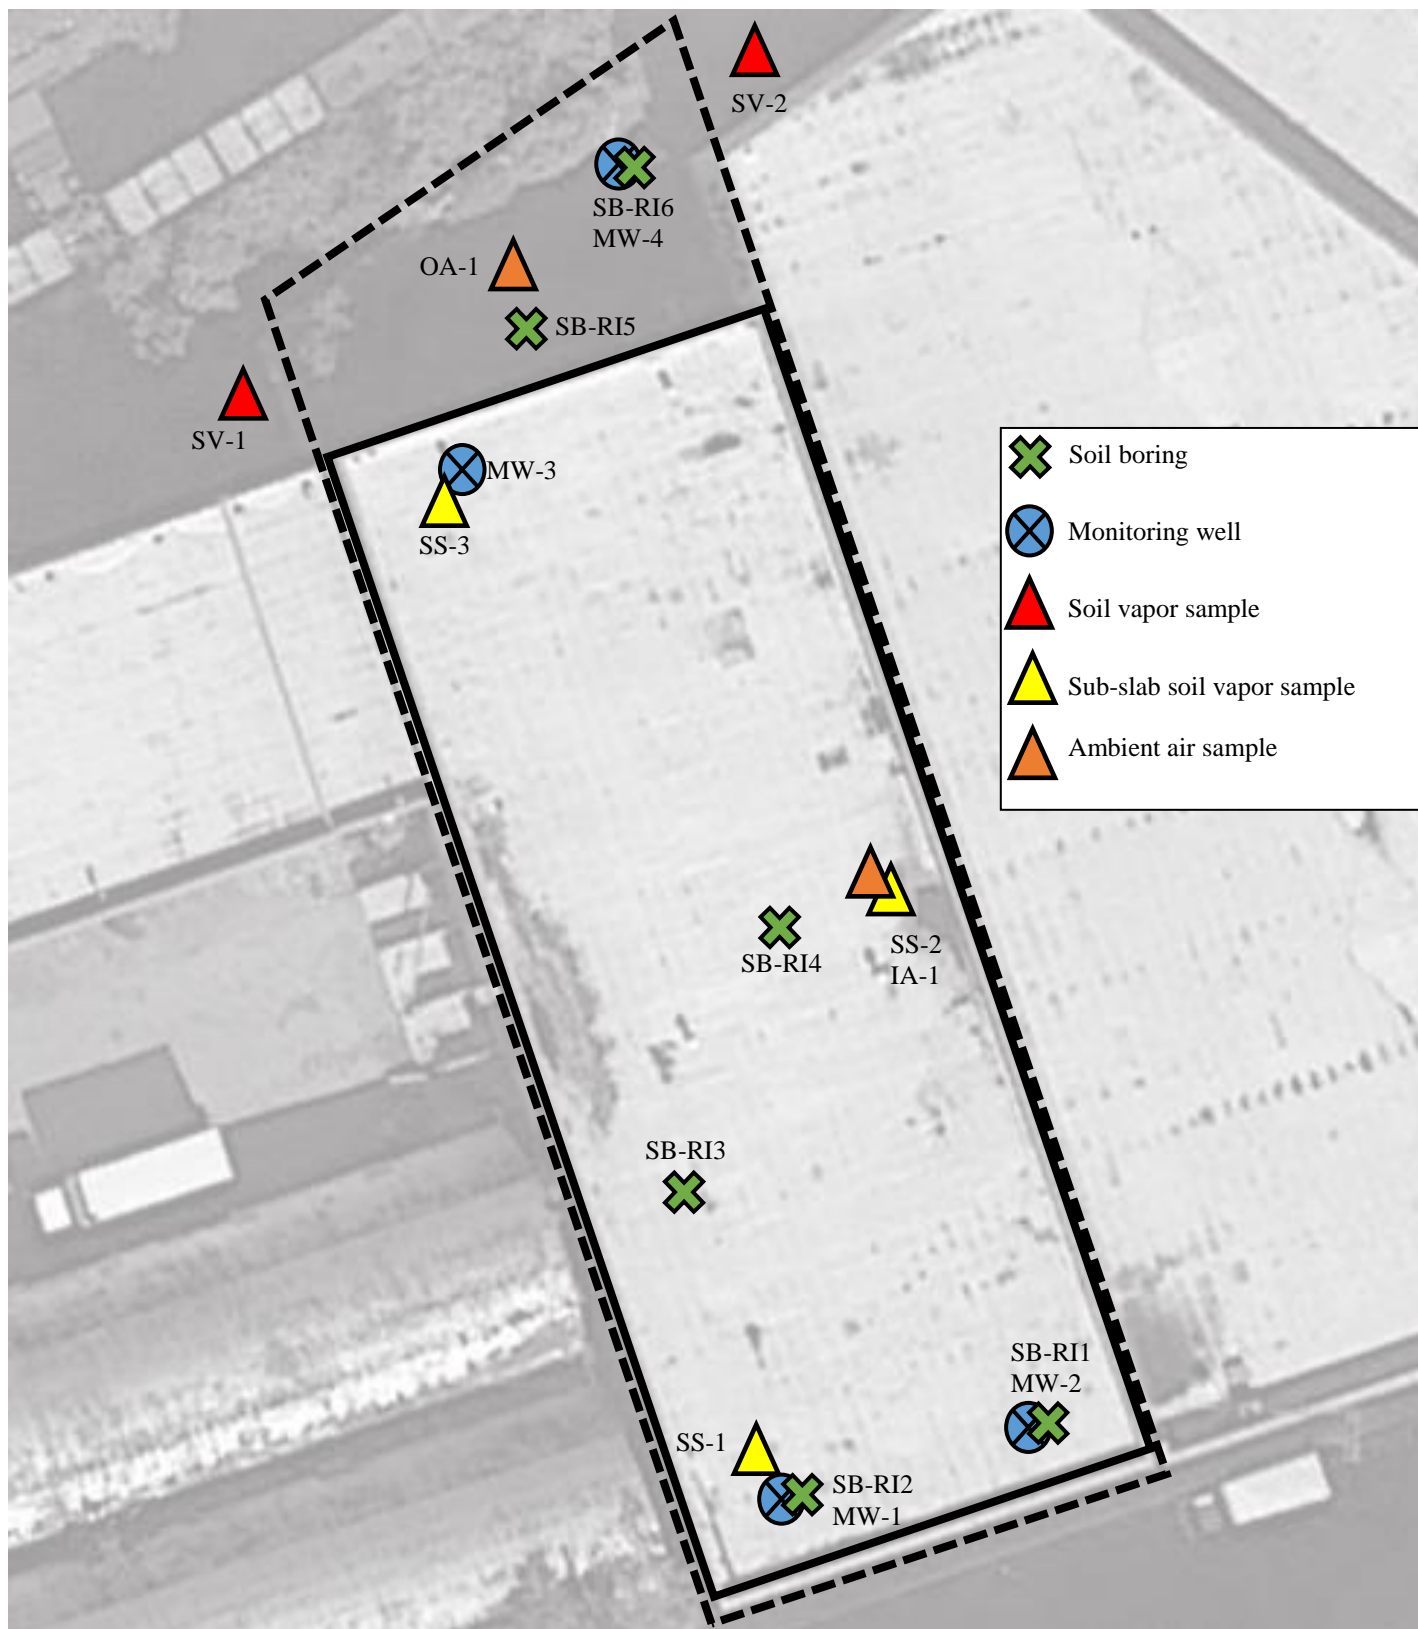 SV-2
SB-RI6
MW-4
OA-1
SB-RI5
SV-1
MW-3
SS-3
Soil boring
Monitoring well
Soil vapor sample
Sub-slab soil vapor sample
Ambient air sample
SS-2
IA-1
SB-RI4
SB-RI3
SB-RI1
MW-2
SS-1
SB-RI2
MW-1